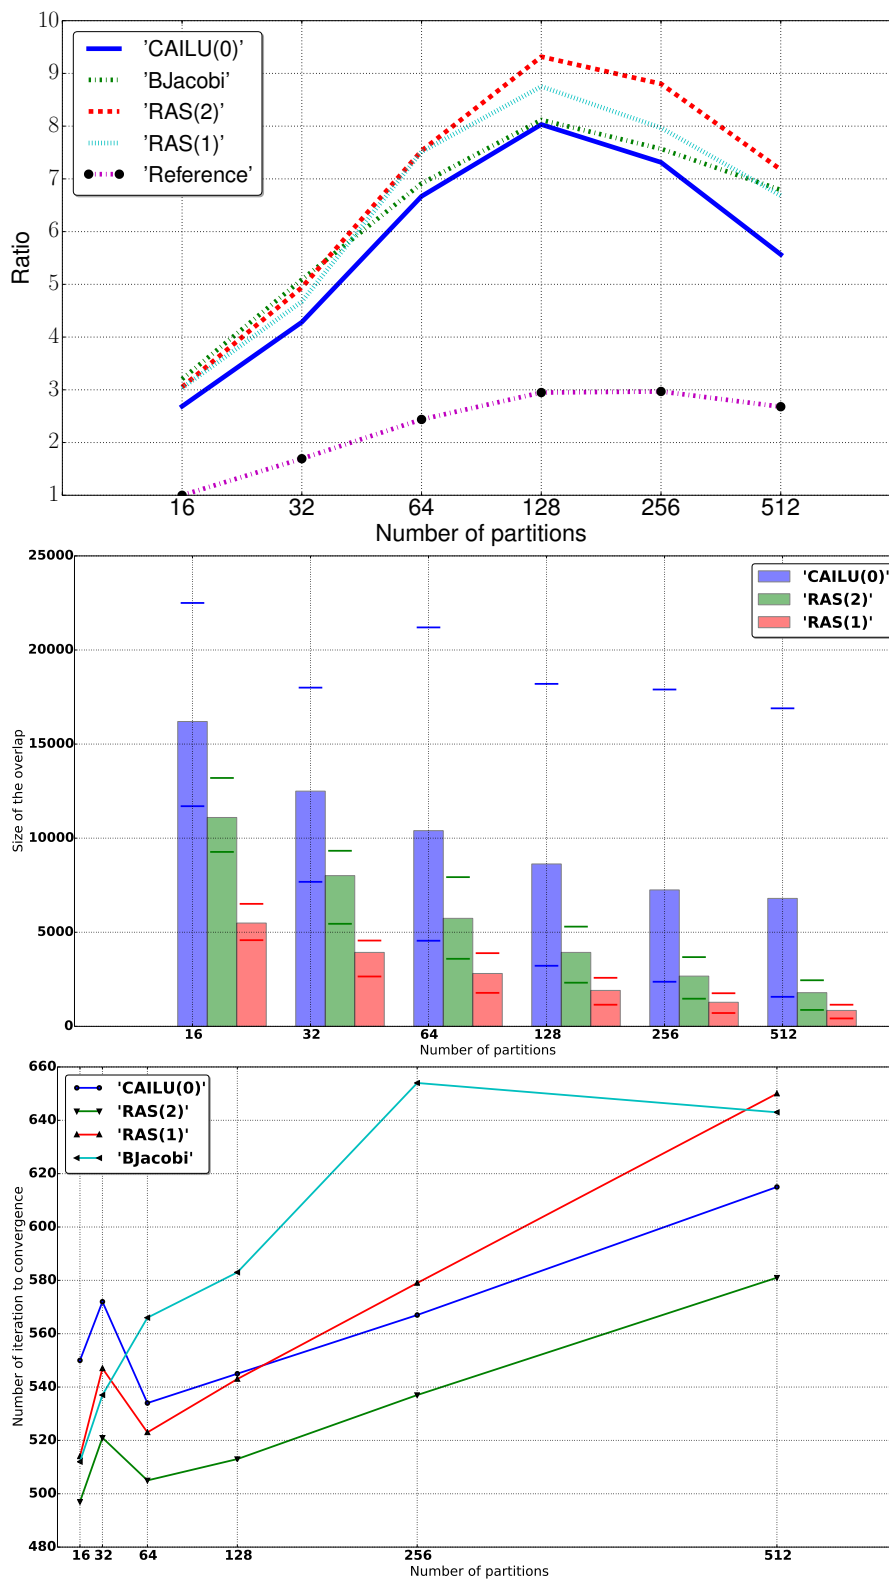 10
9
8
7
6
5
4
3
2
1
Ratio
'CAILU(0)'
'BJacobi'
'RAS(2)'
'RAS(1)'
'Reference'
16 32 64 128 256 512
Number of partitions
25000
20000
15000
10000
5000
0
Size of the overlap
'CAILU(0)'
'RAS(2)'
'RAS(1)'
16 32 64 128 256 512
Number of partitions
660
640
620
600
580
560
540
520
500
480
Number of iteration to convergence
'CAILU(0)'
'RAS(2)'
'RAS(1)'
'BJacobi'
16 32 64 128 256 512
Number of partitions